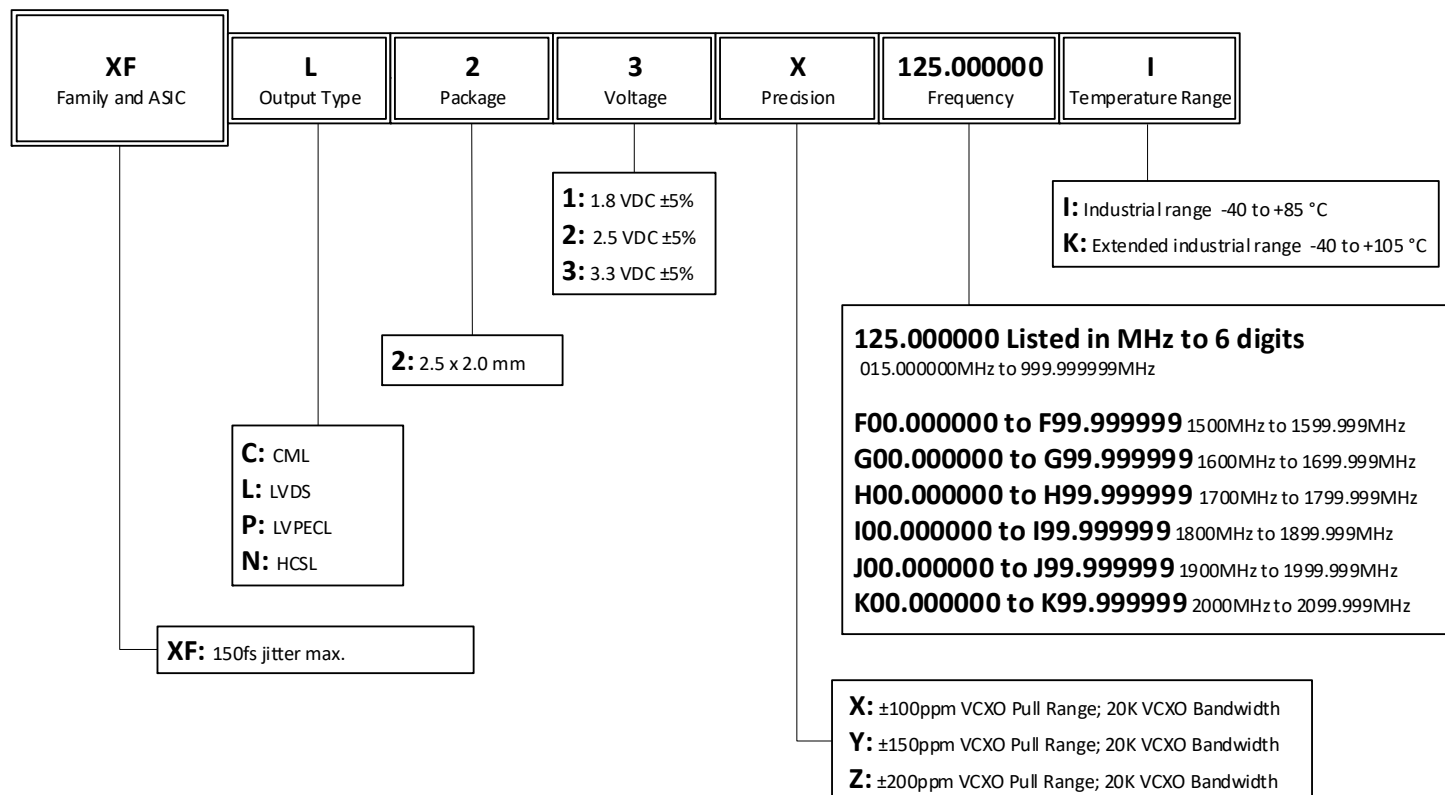 XF
Family and ASIC
L
Output Type
2
Package
3
Voltage
X
Precision
125.000000
Frequency
I
Temperature Range
1: 1.8 VDC ±5%
2: 2.5 VDC ±5%
3: 3.3 VDC ±5%
I: Industrial range -40 to +85 °C
K: Extended industrial range -40 to +105 °C
2: 2.5 x 2.0 mm
125.000000 Listed in MHz to 6 digits
015.000000MHz to 999.999999MHz
F00.000000 to F99.999999 1500MHz to 1599.999MHz
G00.000000 to G99.999999 1600MHz to 1699.999MHz
H00.000000 to H99.999999 1700MHz to 1799.999MHz
I00.000000 to I99.999999 1800MHz to 1899.999MHz
J00.000000 to J99.999999 1900MHz to 1999.999MHz
K00.000000 to K99.999999 2000MHz to 2099.999MHz
C: CML
L: LVDS
P: LVPECL
N: HCSL
XF: 150fs jitter max.
X: ±100ppm VCXO Pull Range; 20K VCXO Bandwidth
Y: ±150ppm VCXO Pull Range; 20K VCXO Bandwidth
Z: ±200ppm VCXO Pull Range; 20K VCXO Bandwidth